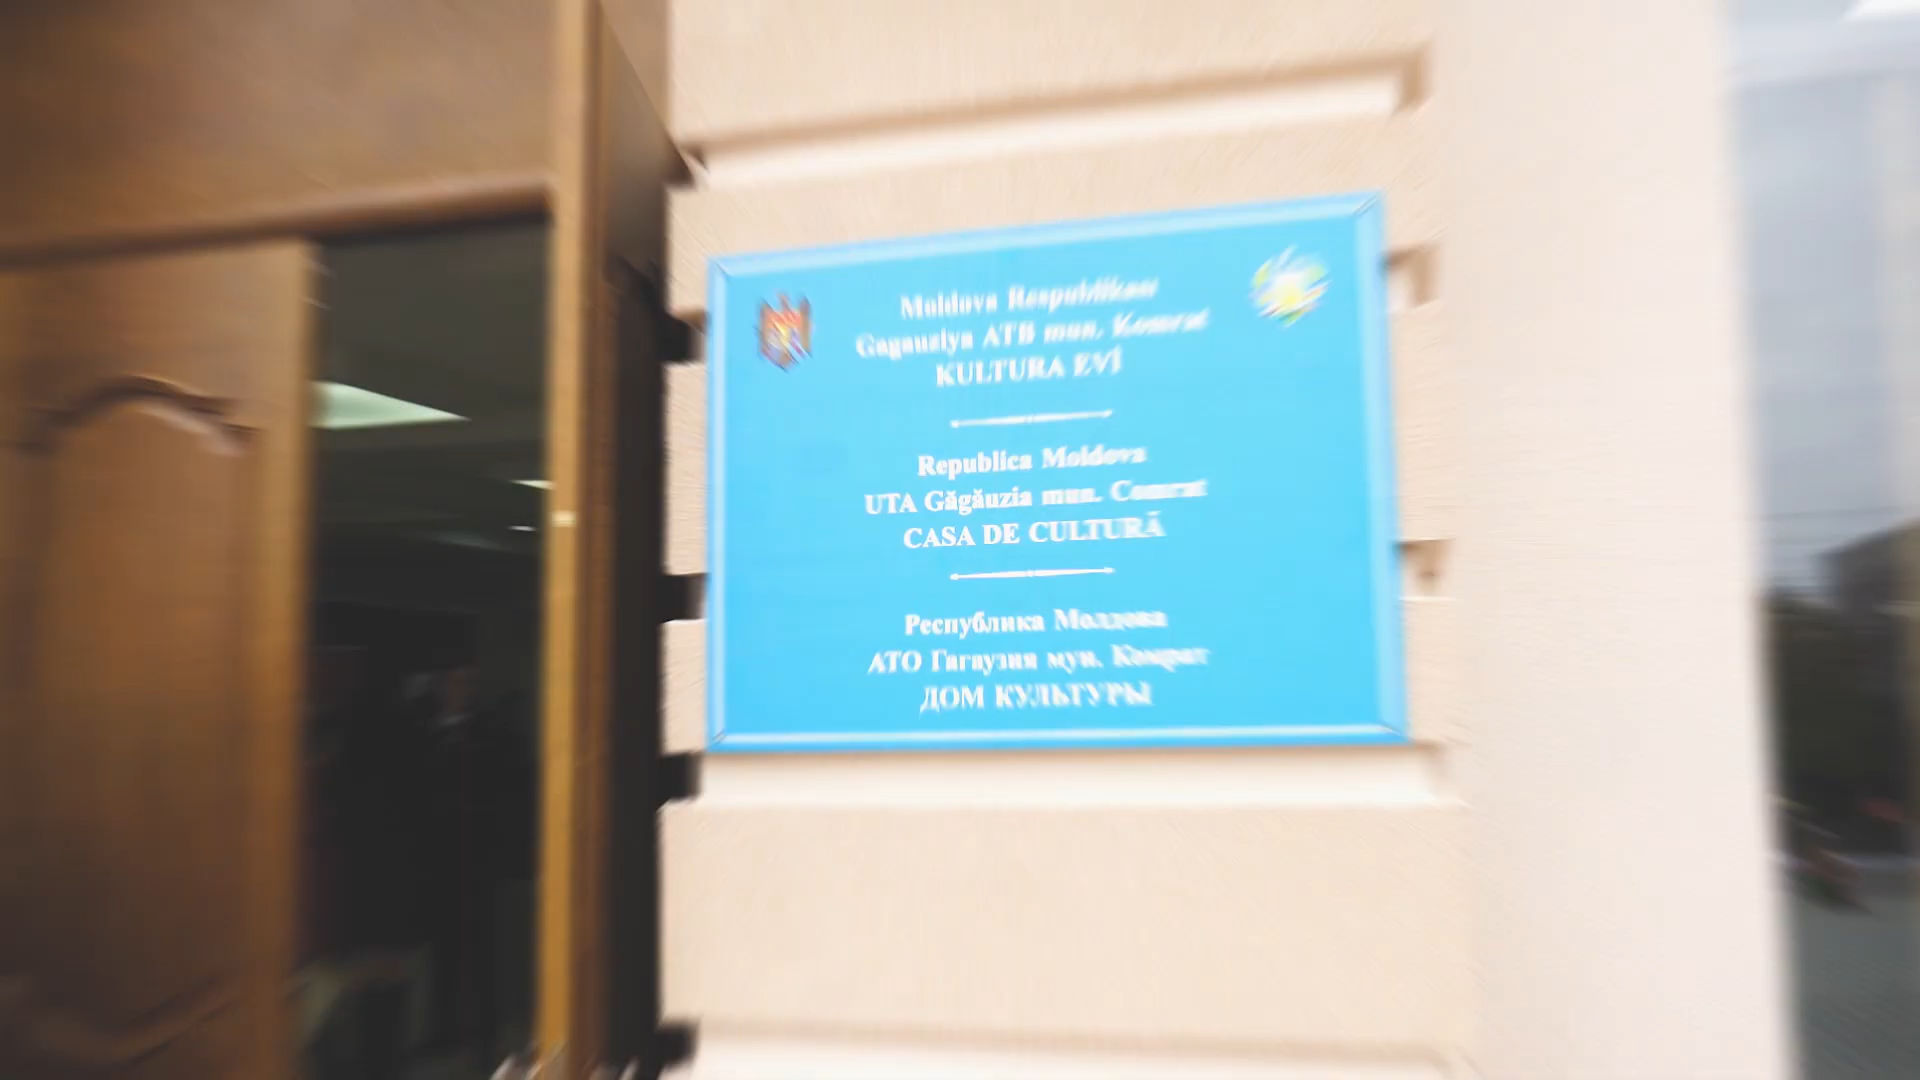 Moldova Respublikası
Gagauziya ATB mun. Komrat
KULTURA EVİ
Republica Moldova
UTA Găgăuzia mun. Comrat
CASA DE CULTURĂ
Республика Молдова
АТО Гагаузия мун. Комрат
ДОМ КУЛЬТУРЫ